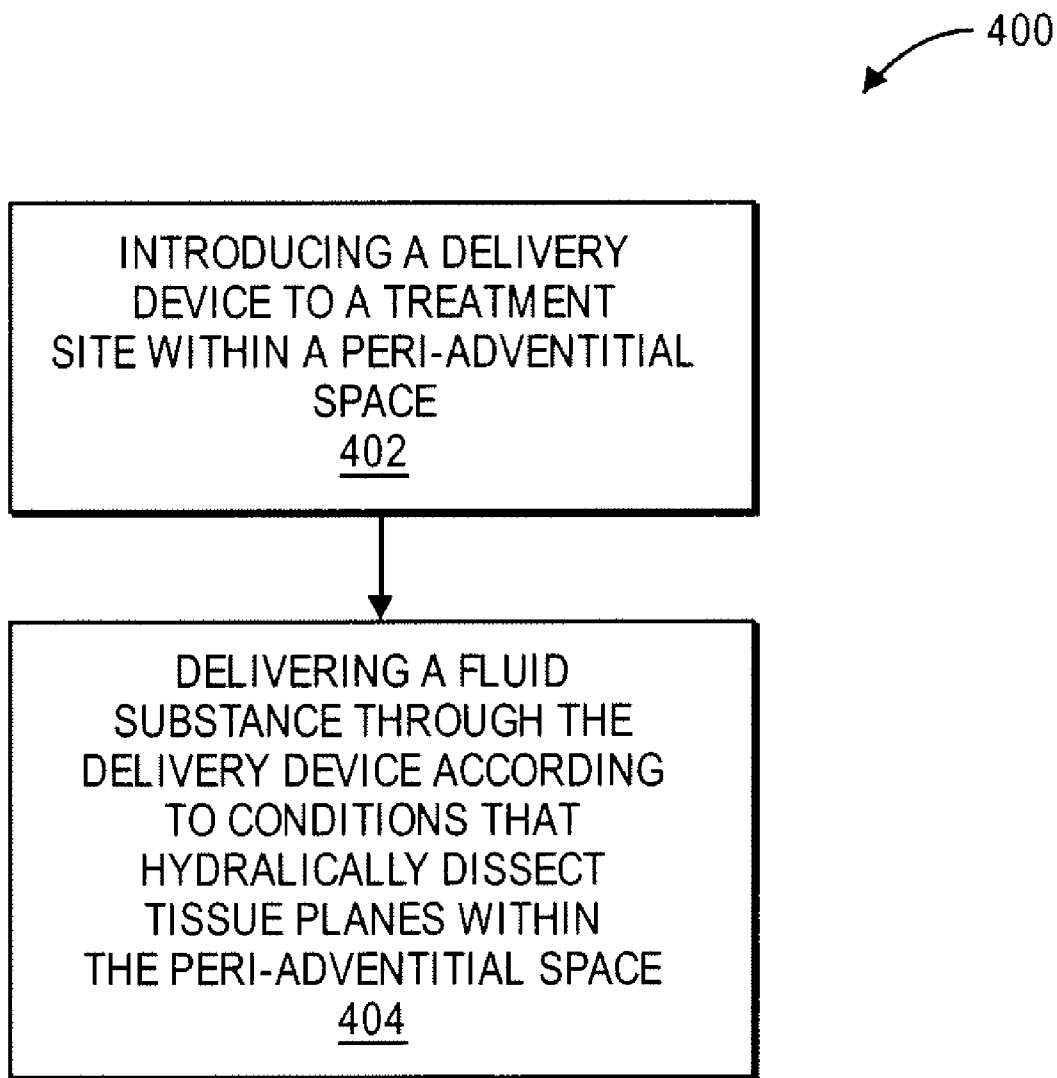 400
INTRODUCING A DELIVERY
DEVICE TO A TREATMENT
SITE WITHIN A PERI-ADVENTITIAL
SPACE
402
DELIVERING A FLUID
SUBSTANCE THROUGH THE
DELIVERY DEVICE ACCORDING
TO CONDITIONS THAT
HYDRALICALLY DISSECT
TISSUE PLANES WITHIN
THE PERI-ADVENTITIAL SPACE
404